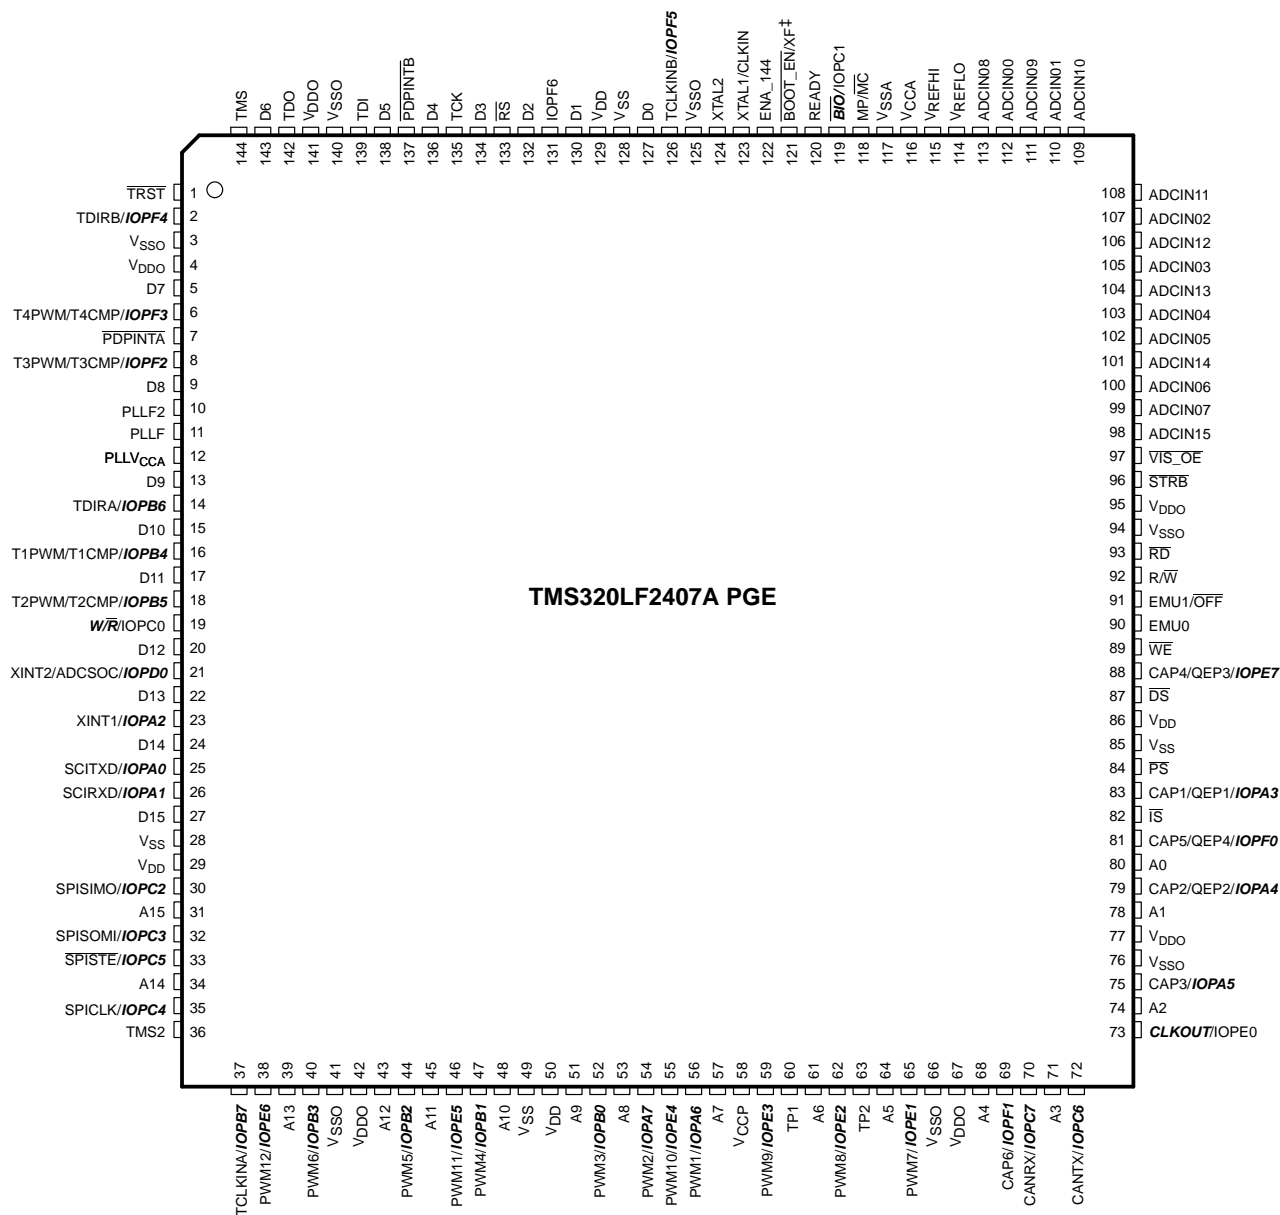 TMS 144
D6 143
TDO 142
VDDO 141
VSSO 140
TDI 139
D5 138
PDPINTB 137
D4 136
TCK 135
D3 134
RS 133
D2 132
IOPF6 131
D1 130
VDD 129
VSS 128
D0 127
TCLKINB/IOPF5 126
VSSO 125
XTAL2 124
XTAL1/CLKIN 123
ENA_144 122
BOOT_EN/XF‡ 121
READY 120
BIO/IOPC1 119
MP/MC 118
VSSA 117
VCCA 116
VREFHI 115
VREFLO 114
ADCIN08 113
ADCIN00 112
ADCIN09 111
ADCIN01 110
ADCIN10 109
TRST 1
TDIRB/IOPF4 2
VSSO 3
VDDO 4
D7 5
T4PWM/T4CMP/IOPF3 6
PDPINTA 7
T3PWM/T3CMP/IOPF2 8
D8 9
PLLF2 10
PLLF 11
PLLVCCA 12
D9 13
TDIRA/IOPB6 14
D10 15
T1PWM/T1CMP/IOPB4 16
D11 17
T2PWM/T2CMP/IOPB5 18
W/R/IOPC0 19
D12 20
XINT2/ADCSOC/IOPD0 21
D13 22
XINT1/IOPA2 23
D14 24
SCITXD/IOPA0 25
SCIRXD/IOPA1 26
D15 27
VSS 28
VDD 29
SPISIMO/IOPC2 30
A15 31
SPISOMI/IOPC3 32
SPISTE/IOPC5 33
A14 34
SPICLK/IOPC4 35
TMS2 36
TMS320LF2407A PGE
108 ADCIN11
107 ADCIN02
106 ADCIN12
105 ADCIN03
104 ADCIN13
103 ADCIN04
102 ADCIN05
101 ADCIN14
100 ADCIN06
99 ADCIN07
98 ADCIN15
97 VIS_OE
96 STRB
95 VDDO
94 VSSO
93 RD
92 R/W
91 EMU1/OFF
90 EMU0
89 WE
88 CAP4/QEP3/IOPE7
87 DS
86 VDD
85 VSS
84 PS
83 CAP1/QEP1/IOPA3
82 IS
81 CAP5/QEP4/IOPF0
80 A0
79 CAP2/QEP2/IOPA4
78 A1
77 VDDO
76 VSSO
75 CAP3/IOPA5
74 A2
73 CLKOUT/IOPE0
37 TCLKINA/IOPB7
38 PWM12/IOPE6
39 A13
40 PWM6/IOPB3
41 VSSO
42 VDDO
43 A12
44 PWM5/IOPB2
45 A11
46 PWM11/IOPE5
47 PWM4/IOPB1
48 A10
49 VSS
50 VDD
51 A9
52 PWM3/IOPB0
53 A8
54 PWM2/IOPA7
55 PWM10/IOPE4
56 PWM1/IOPA6
57 A7
58 VCCP
59 PWM9/IOPE3
60 TP1
61 A6
62 PWM8/IOPE2
63 TP2
64 A5
65 PWM7/IOPE1
66 VSSO
67 VDDO
68 A4
69 CAP6/IOPF1
70 CANRX/IOPC7
71 A3
72 CANTX/IOPC6